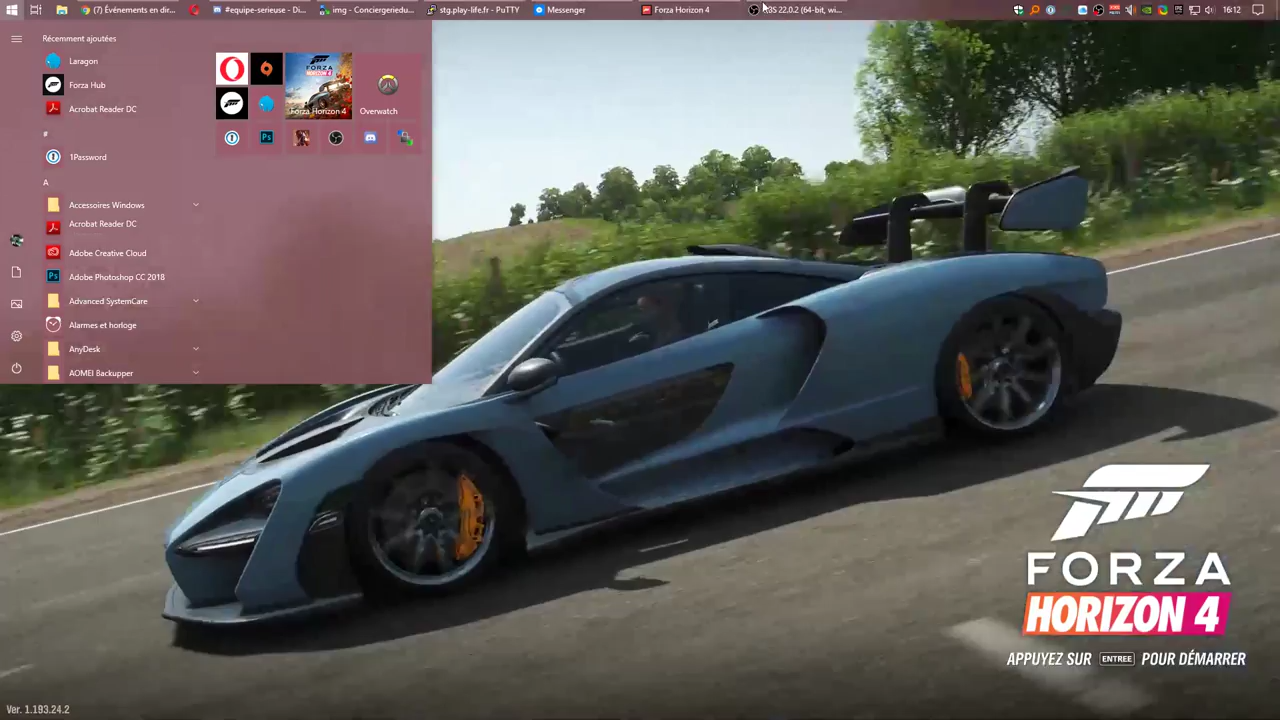 (7) Événements en dir...
#equipe-serieuse - Di...
img - Conciergeriedu...
stg.play-life.fr - PuTTY
Messenger
Forza Horizon 4
OBS 22.0.2 (64-bit, wi...
16:12
Récemment ajoutées
Laragon
Forza Hub
Acrobat Reader DC
#
1Password
A
Accessoires Windows
Acrobat Reader DC
Adobe Creative Cloud
Adobe Photoshop CC 2018
Advanced SystemCare
Alarmes et horloge
AnyDesk
AOMEI Backupper
FORZA
HORIZON 4
Forza Horizon 4
Overwatch
Ps
FORZA
HORIZON 4
APPUYEZ SUR ENTREE POUR DÉMARRER
Ver. 1.193.24.2